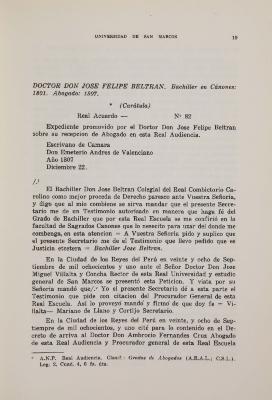 UNIVERSIDAD DE SAN MARCOS 19
DOCTOR DON JOSE FELIPE BELTRAN. Bachiller en Cánones:
1801. Abogado: 1807.
* (Carátula)
Real Acuerdo — Nº 82
Expediente promovido por el Doctor Don Jose Felipe Beltran
sobre su recepcion de Abogado en esta Real Audiencia.
Escrivano de Camara
Don Emeterio Andres de Valenciano
Año 1807
Diciembre 22.
/.1
El Bachiller Don Jose Beltran Colegial del Real Combictorio Ca-
rolino como mejor proceda de Derecho paresco ante Vuestra Señoria,
y digo que al mio combiene se sirva mandar que el presente Secre-
tario me de un Testimonio autorizado en manera que haga fé del
Grado de Bachiller que por esta Real Escuela se me confirió en la
facultad de Sagrados Canones que lo nesesito para usar del donde me
combenga, en esta atencion — A Vuestra Señoria pido y suplico que
el presente Secretario me de el Testimonio que llevo pedido que es
Justicia etcetera — Bachiller Jose Beltran.
En la Ciudad de los Reyes del Perú en veinte y ocho de Sep-
tiembre de mil ochocientos y uno ante el Señor Doctor Don Jose
Miguel Villalta y Concha Rector de esta Real Universidad y estudio
general de San Marcos se presentó esta Peticion. Y vista por su
Señoria mandó que/.v Yo el presente Secretario dé a esta parte el
Testimonio que pide con citacion del Procurador General de esta
Real Escuela. Asi lo proveyó mandó y firmó de que doy fe — Vi-
llalta— Mariano de Llano y Cortijo Secretario.
En la Ciudad de los Reyes del Perú en veinte y ocho de Sep-
tiembre de mil ochocientos, y uno cité para lo contenido en el De-
creto de arriva al Doctor Don Ambrocio Fernandes Cruz Abogado
de esta Real Audiencia y Procurador general de esta Real Escuela
* A.N.P. Real Audiencia. Clasif: Grados de Abogados (A.R.A.L.; C.S.L.).
Leg: 2. Cont. 4, 6 fs. úts.